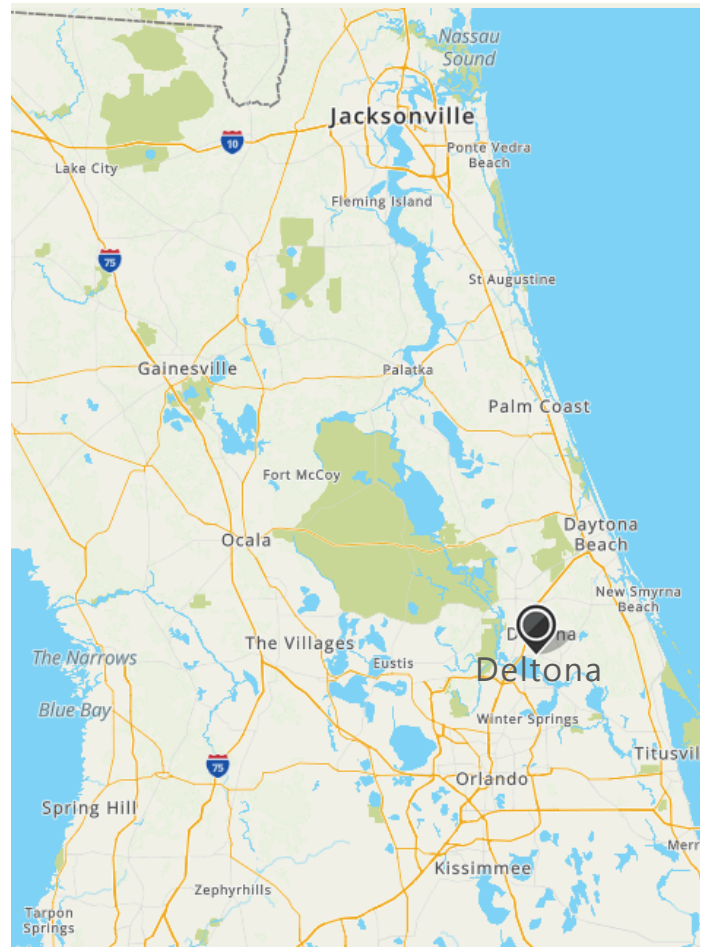 Nassau
Sound
Jacksonville
10
Ponte Vedra
Beach
Lake City
Fleming Island
75
St Augustine
Gainesville
Palatka
Palm Coast
Fort McCoy
Daytona
Beach
Ocala
New Smyrna
Beach
The Villages
The Narrows
Eustis
Deltona
Blue Bay
Winter Springs
Titusvil
75
Orlando
Spring Hill
Merr
Kissimmee
Zephyrhills
Tarpon
Springs